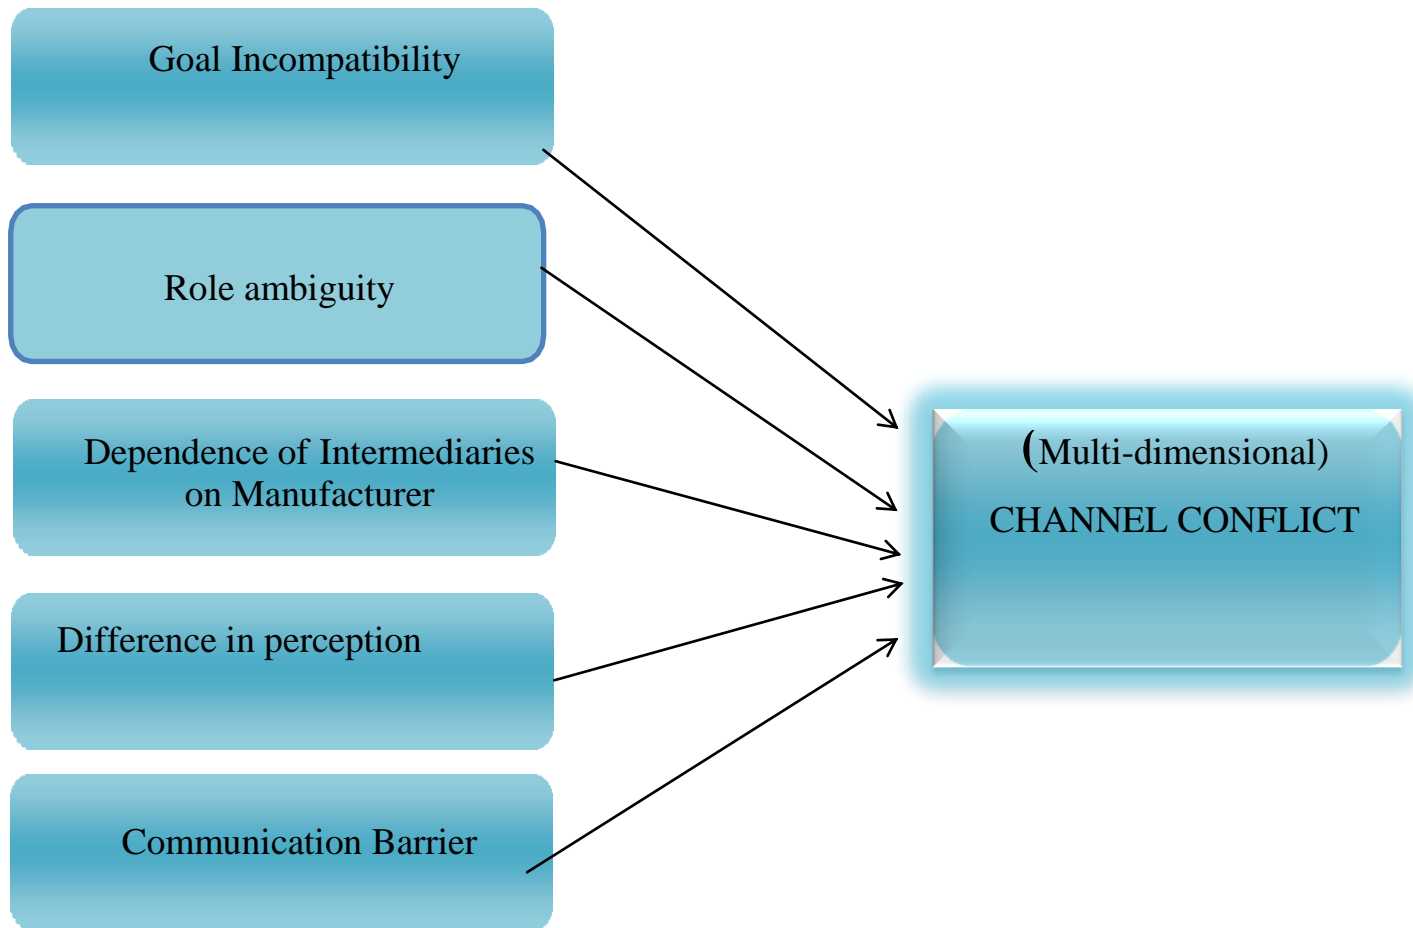 Goal Incompatibility
Role ambiguity
Dependence of Intermediaries
on Manufacturer
Difference in perception
Communication Barrier
(Multi-dimensional)
CHANNEL CONFLICT